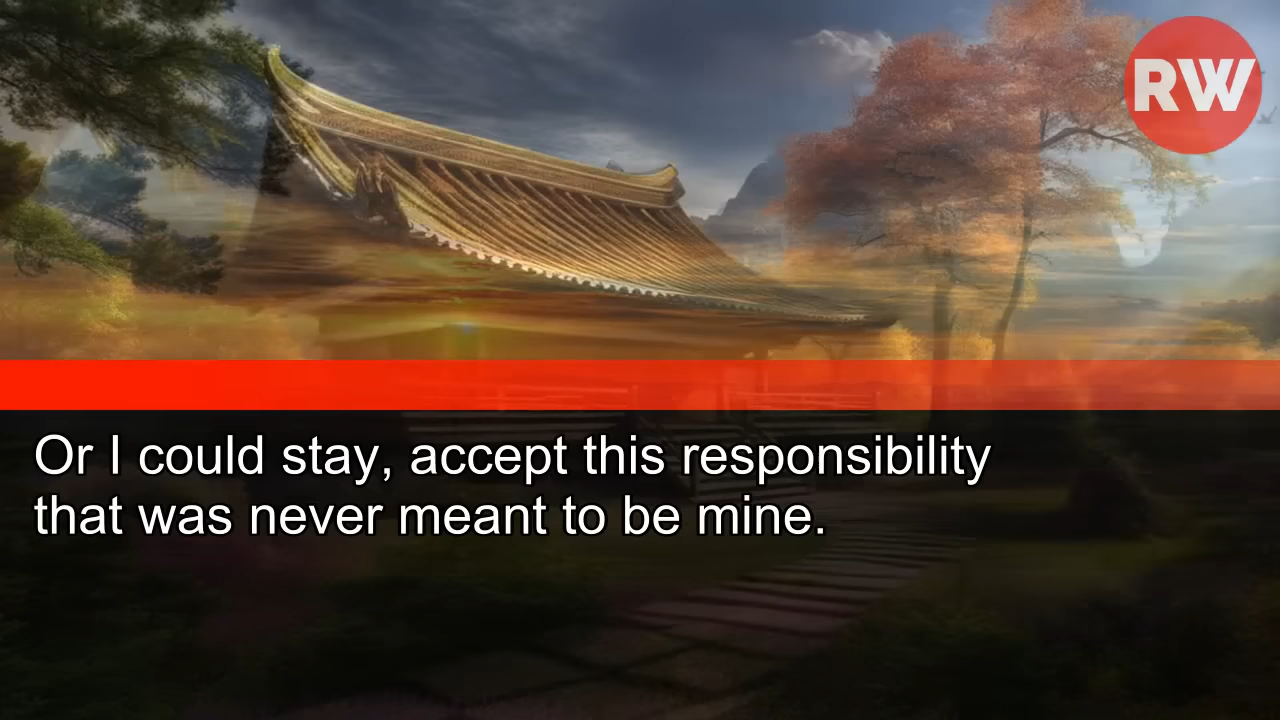 RW
Or I could stay, accept this responsibility
that was never meant to be mine.